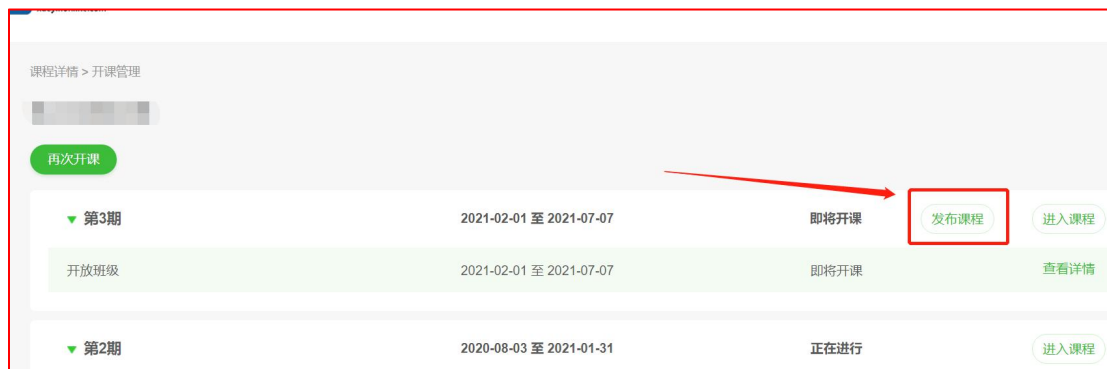 课程详情 > 开课管理
再次开课
第3期 2021-02-01 至 2021-07-07 即将开课 发布课程 进入课程
开放班级 2021-02-01 至 2021-07-07 即将开课 查看详情
第2期 2020-08-03 至 2021-01-31 正在进行 进入课程